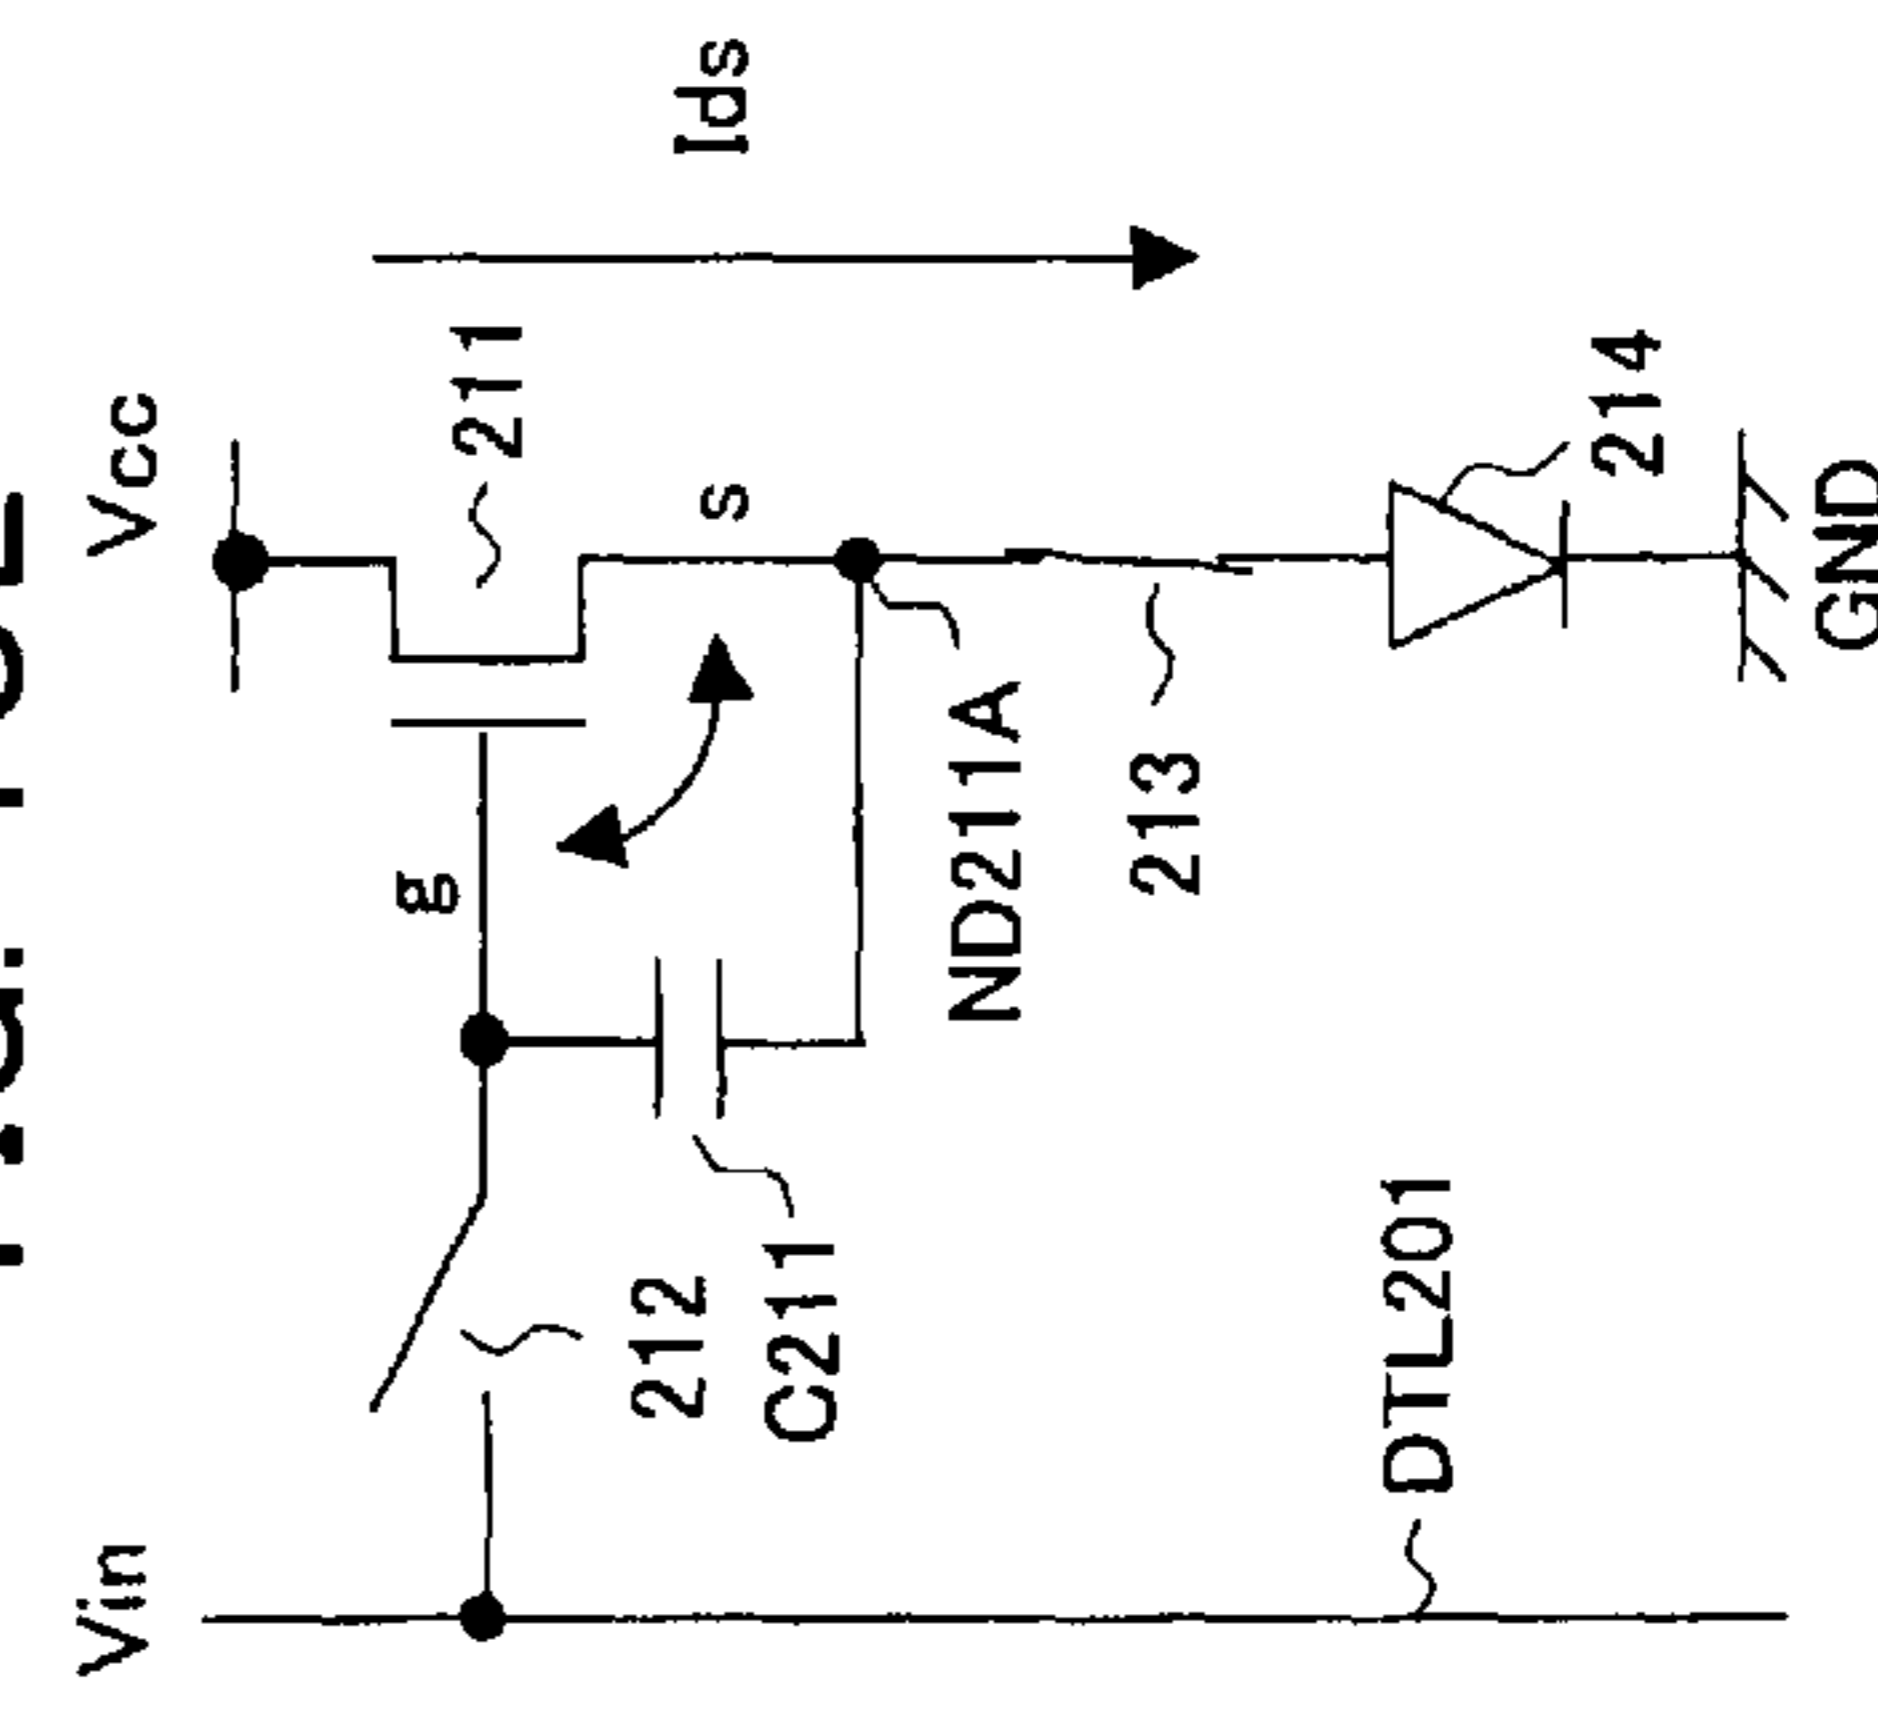 Vin
Vcc
g
211
s
Ids
212
C211
ND211A
213
DTL201
214
GND